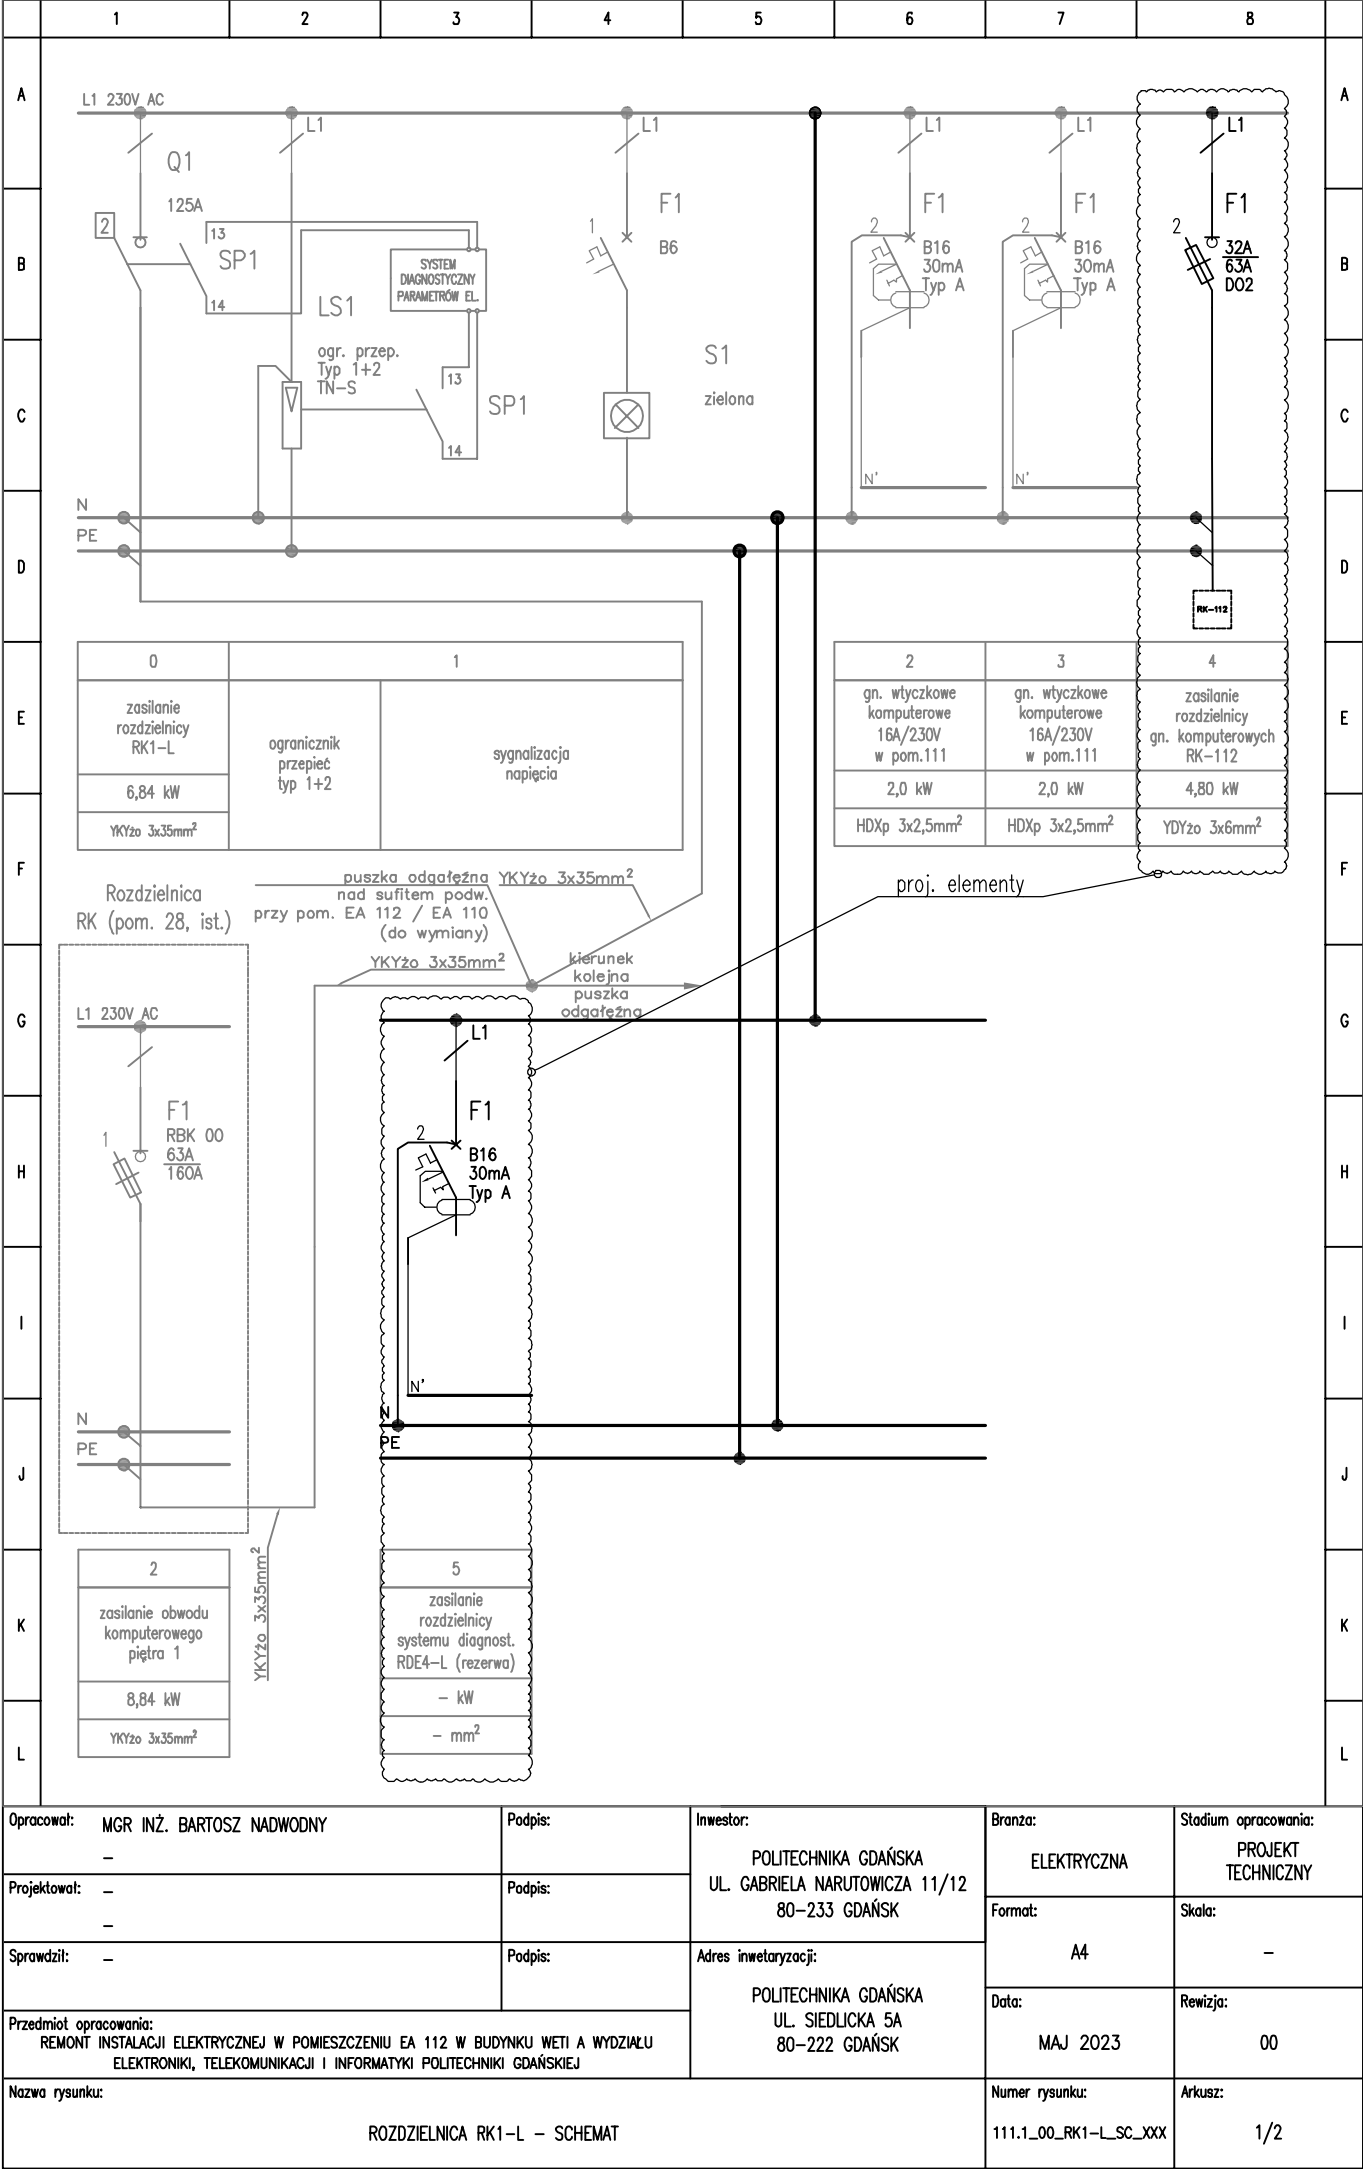 1 2 3 4 5 6 7 8
A A
B B
C C
D D
E E
F F
G G
H H
I I
J J
K K
L L
L1 230V AC
Q1
125A
2
13
SP1
14
L1
LS1
ogr. przep.
Typ 1+2
TN-S
SYSTEM
DIAGNOSTYCZNY
PARAMETRÓW EL.
13
SP1
14
L1
F1
1
B6
S1
zielona
L1
F1
2
B16
30mA
Typ A
N'
L1
F1
2
B16
30mA
Typ A
N'
L1
F1
2
32A
63A
D02
N
PE
RK-112
0
zasilanie
rozdzielnicy
RK1-L
6,84 kW
YKYżo 3x35mm²
1
ogranicznik
przepięć
typ 1+2
sygnalizacja
napięcia
2
gn. wtyczkowe
komputerowe
16A/230V
w pom.111
2,0 kW
HDXp 3x2,5mm²
3
gn. wtyczkowe
komputerowe
16A/230V
w pom.111
2,0 kW
HDXp 3x2,5mm²
4
zasilanie
rozdzielnicy
gn. komputerowych
RK-112
4,80 kW
YDYżo 3x6mm²
Rozdzielnica
RK (pom. 28, ist.)
puszka odgałęźna
nad sufitem podw.
przy pom. EA 112 / EA 110
(do wymiany)
YKYżo 3x35mm²
YKYżo 3x35mm²
kierunek
kolejna
puszka
odgałęźna
proj. elementy
L1 230V AC
F1
RBK 00
1
63A
160A
N
PE
YKYżo 3x35mm²
L1
F1
2
B16
30mA
Typ A
N'
N
PE
2
zasilanie obwodu
komputerowego
piętra 1
8,84 kW
YKYżo 3x35mm²
5
zasilanie
rozdzielnicy
systemu diagnost.
RDE4-L (rezerwa)
- kW
- mm²
Opracował: MGR INŻ. BARTOSZ NADWODNY
-
Podpis:
Projektował: -
-
Podpis:
Sprawdził: -
Podpis:
Przedmiot opracowania:
REMONT INSTALACJI ELEKTRYCZNEJ W POMIESZCZENIU EA 112 W BUDYNKU WETI A WYDZIAŁU
ELEKTRONIKI, TELEKOMUNIKACJI I INFORMATYKI POLITECHNIKI GDAŃSKIEJ
Inwestor:
POLITECHNIKA GDAŃSKA
UL. GABRIELA NARUTOWICZA 11/12
80-233 GDAŃSK
Adres inwetaryzacji:
POLITECHNIKA GDAŃSKA
UL. SIEDLICKA 5A
80-222 GDAŃSK
Branża:
ELEKTRYCZNA
Stadium opracowania:
PROJEKT
TECHNICZNY
Format:
A4
Skala:
-
Data:
MAJ 2023
Rewizja:
00
Nazwa rysunku:
ROZDZIELNICA RK1-L - SCHEMAT
Numer rysunku:
111.1_00_RK1-L_SC_XXX
Arkusz:
1/2